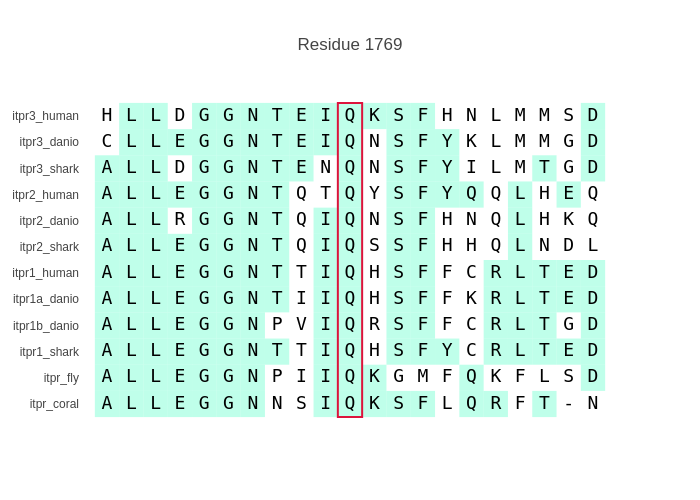 Residue 1769
itpr3_human H L L D G G N T E I Q K S F H N L M M S D
itpr3_danio C L L E G G N T E I Q N S F Y K L M M G D
itpr3_shark A L L D G G N T E N Q N S F Y I L M T G D
itpr2_human A L L E G G N T Q T Q Y S F Y Q Q L H E Q
itpr2_danio A L L R G G N T Q I Q N S F H N Q L H K Q
itpr2_shark A L L E G G N T Q I Q S S F H H Q L N D L
itpr1_human A L L E G G N T T I Q H S F F C R L T E D
itpr1a_danio A L L E G G N T I I Q H S F F K R L T E D
itpr1b_danio A L L E G G N P V I Q R S F F C R L T G D
itpr1_shark A L L E G G N T T I Q H S F Y C R L T E D
itpr_fly A L L E G G N P I I Q K G M F Q K F L S D
itpr_coral A L L E G G N N S I Q K S F L Q R F T - N